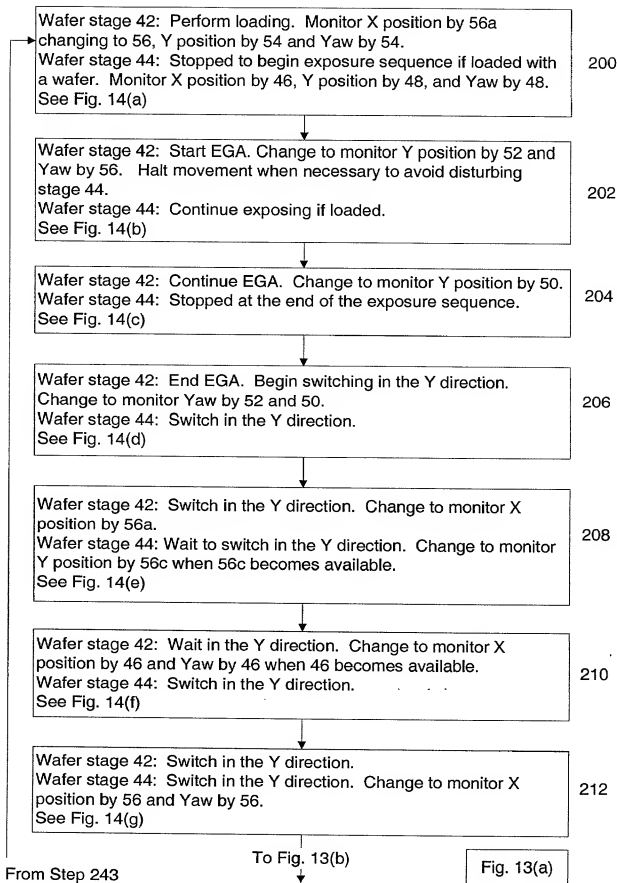 Wafer stage 42: Perform loading. Monitor X position by 56a
changing to 56, Y position by 54 and Yaw by 54.
Wafer stage 44: Stopped to begin exposure sequence if loaded with
a wafer. Monitor X position by 46, Y position by 48, and Yaw by 48.
See Fig. 14(a)
200
Wafer stage 42: Start EGA. Change to monitor Y position by 52 and
Yaw by 56. Halt movement when necessary to avoid disturbing
stage 44.
Wafer stage 44: Continue exposing if loaded.
See Fig. 14(b)
202
Wafer stage 42: Continue EGA. Change to monitor Y position by 50.
Wafer stage 44: Stopped at the end of the exposure sequence.
See Fig. 14(c)
204
Wafer stage 42: End EGA. Begin switching in the Y direction.
Change to monitor Yaw by 52 and 50.
Wafer stage 44: Switch in the Y direction.
See Fig. 14(d)
206
Wafer stage 42: Switch in the Y direction. Change to monitor X
position by 56a.
Wafer stage 44: Wait to switch in the Y direction. Change to monitor
Y position by 56c when 56c becomes available.
See Fig. 14(e)
208
Wafer stage 42: Wait in the Y direction. Change to monitor X
position by 46 and Yaw by 46 when 46 becomes available.
Wafer stage 44: Switch in the Y direction.
See Fig. 14(f)
210
Wafer stage 42: Switch in the Y direction.
Wafer stage 44: Switch in the Y direction. Change to monitor X
position by 56 and Yaw by 56.
See Fig. 14(g)
212
To Fig. 13(b)
From Step 243
Fig. 13(a)